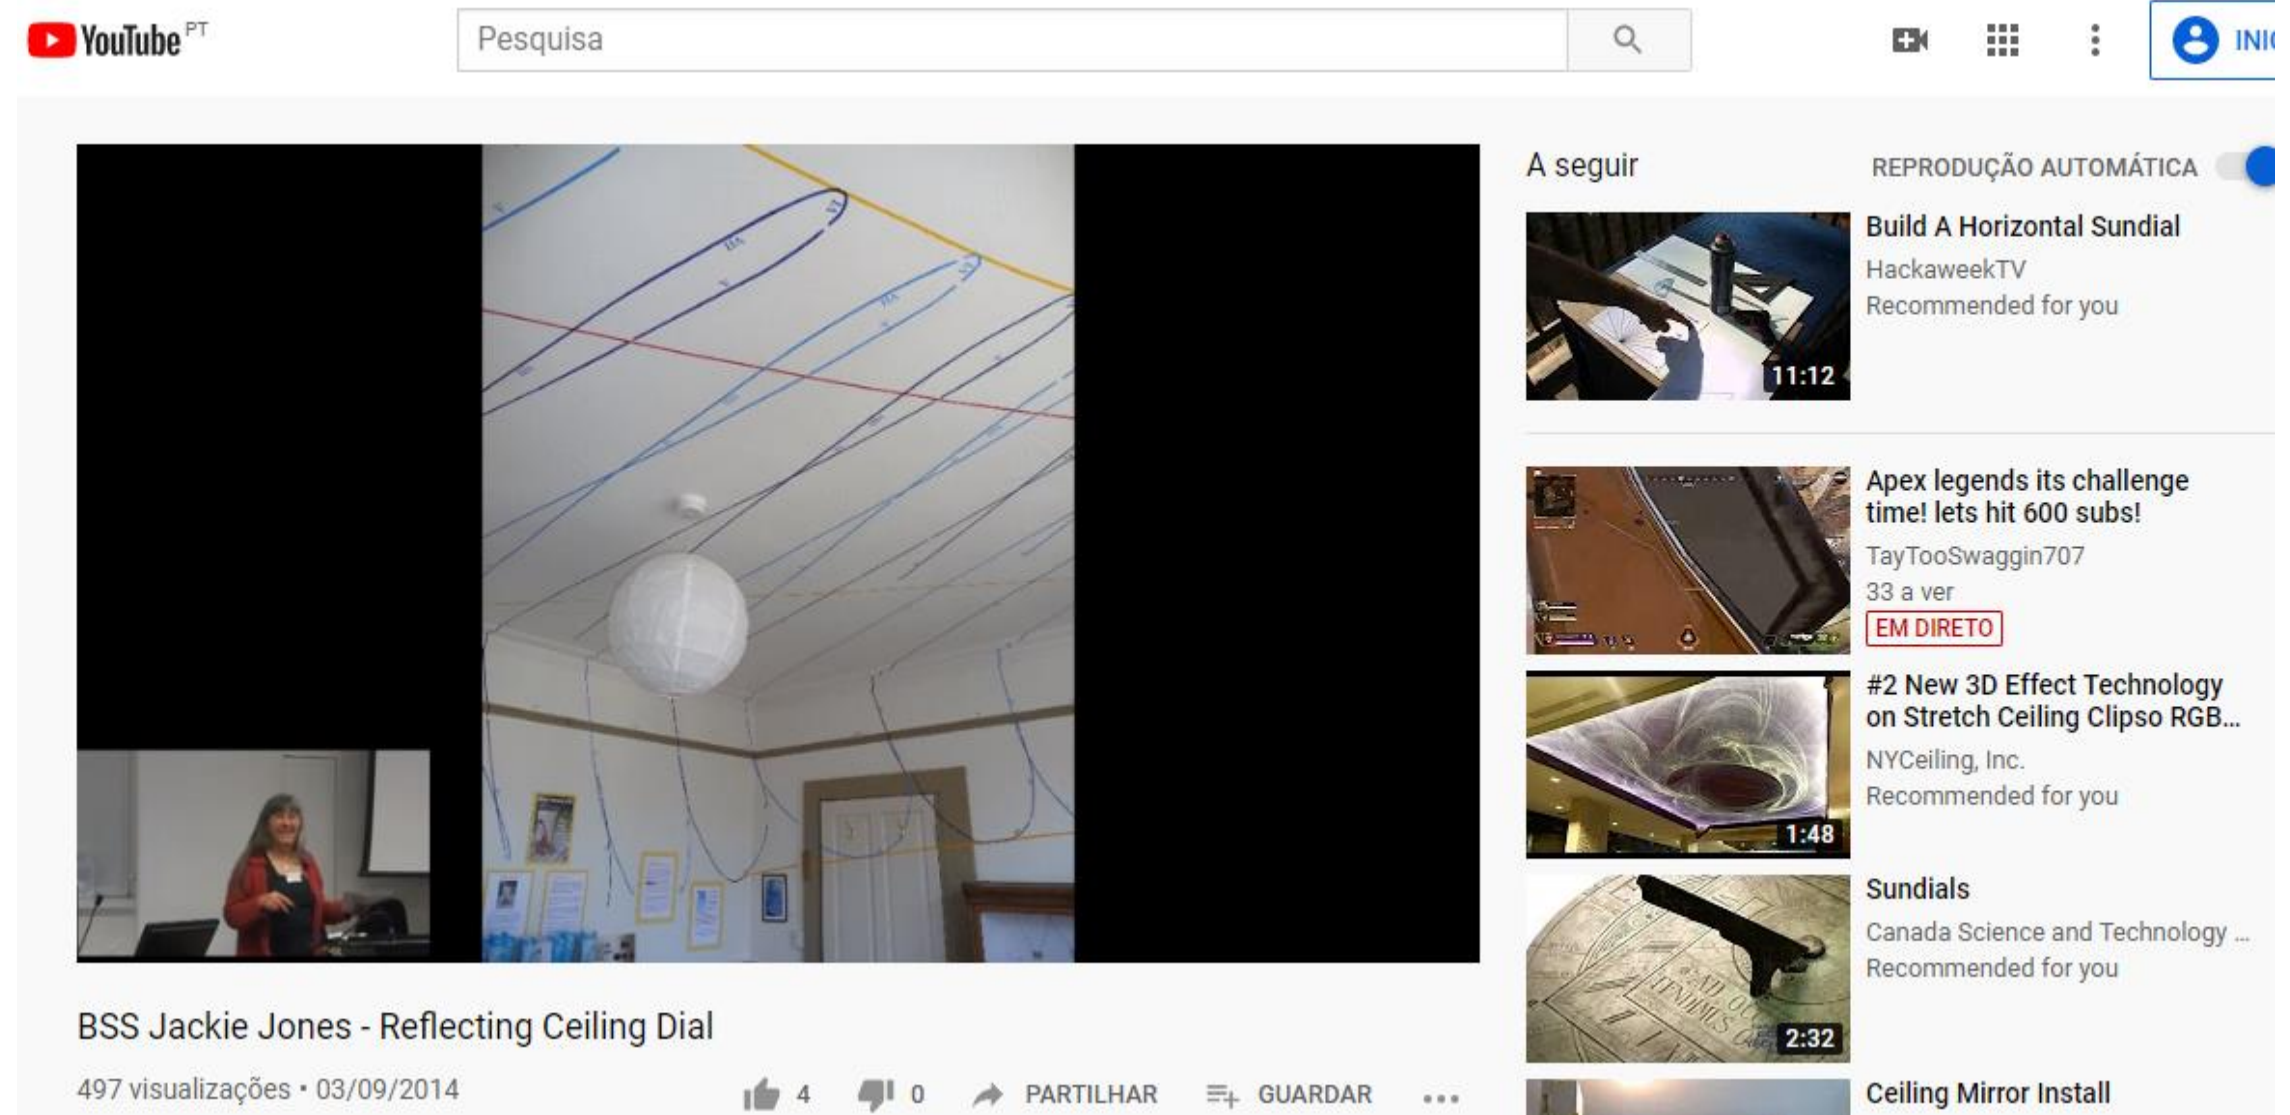 YouTube PT
Pesquisa
INIC
A seguir
REPRODUÇÃO AUTOMÁTICA
Build A Horizontal Sundial
HackaweekTV
Recommended for you
11:12
Apex legends its challenge
time! lets hit 600 subs!
TayTooSwaggin707
33 a ver
EM DIRETO
#2 New 3D Effect Technology
on Stretch Ceiling Clipso RGB...
NYCeiling, Inc.
Recommended for you
1:48
Sundials
Canada Science and Technology ...
Recommended for you
2:32
Ceiling Mirror Install
BSS Jackie Jones - Reflecting Ceiling Dial
497 visualizações • 03/09/2014
4
0
PARTILHAR
GUARDAR